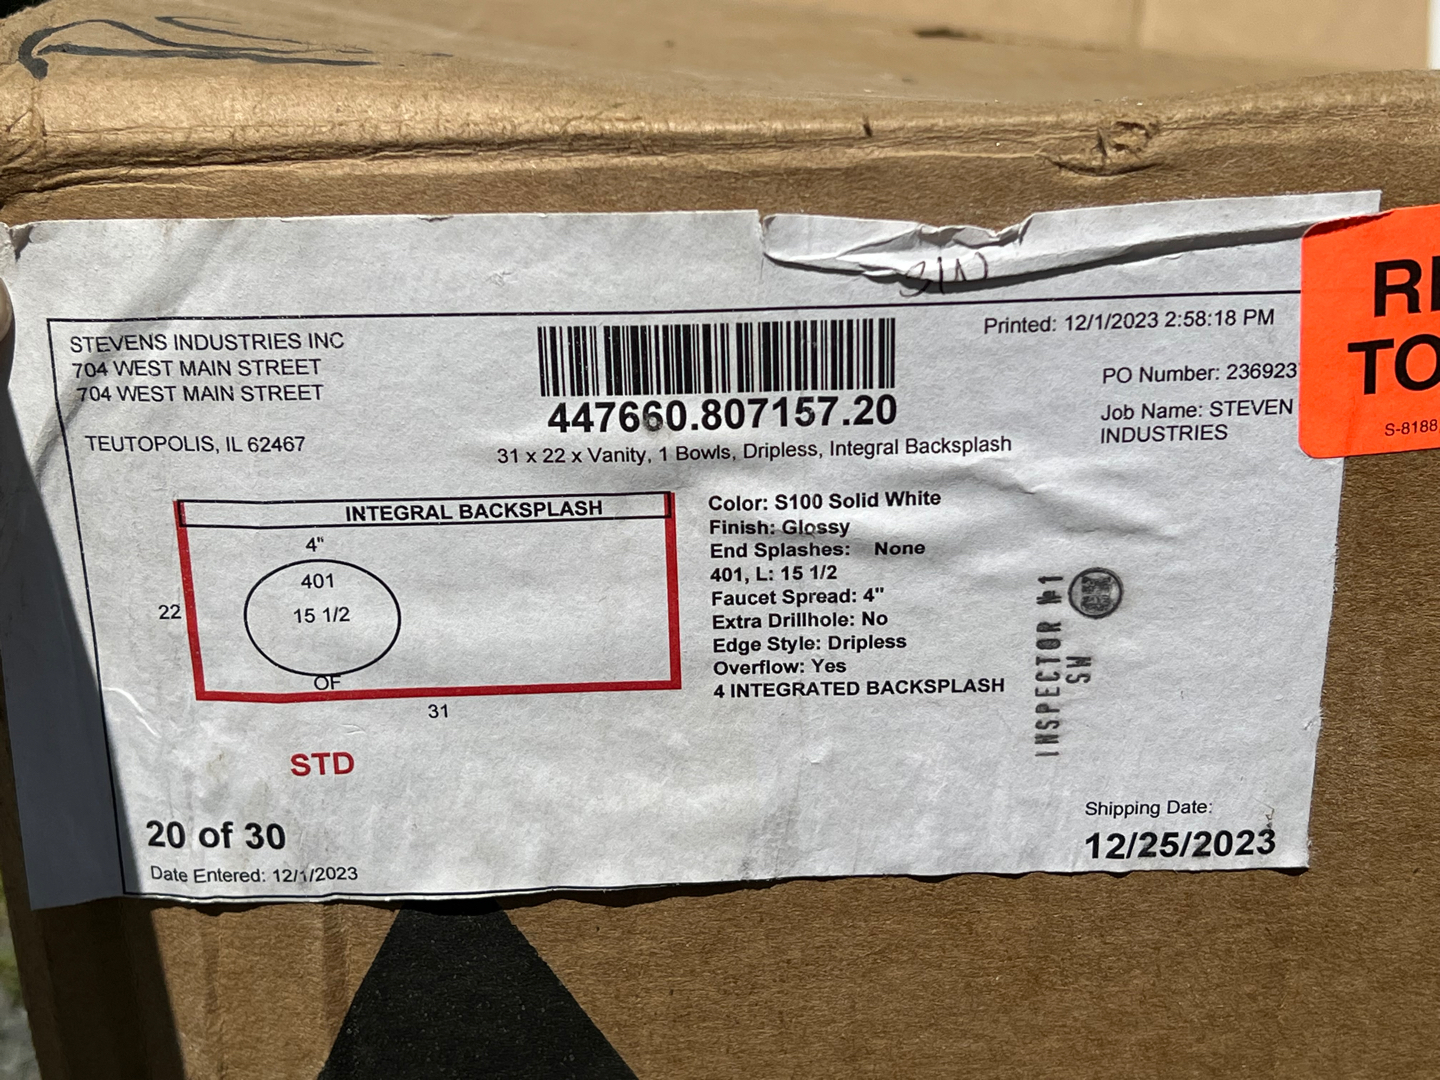 STEVENS INDUSTRIES INC
704 WEST MAIN STREET
704 WEST MAIN STREET
TEUTOPOLIS, IL 62467
447660.807157.20
31 x 22 x Vanity, 1 Bowls, Dripless, Integral Backsplash
Printed: 12/1/2023 2:58:18 PM
PO Number: 236923
Job Name: STEVEN
INDUSTRIES
S-8188
TO
INTEGRAL BACKSPLASH
4"
401
15 1/2
OF
22
31
STD
Color: S100 Solid White
Finish: Glossy
End Splashes: None
401, L: 15 1/2
Faucet Spread: 4"
Extra Drillhole: No
Edge Style: Dripless
Overflow: Yes
4 INTEGRATED BACKSPLASH
INSPECTOR #1
SW
20 of 30
Date Entered: 12/1/2023
Shipping Date:
12/25/2023